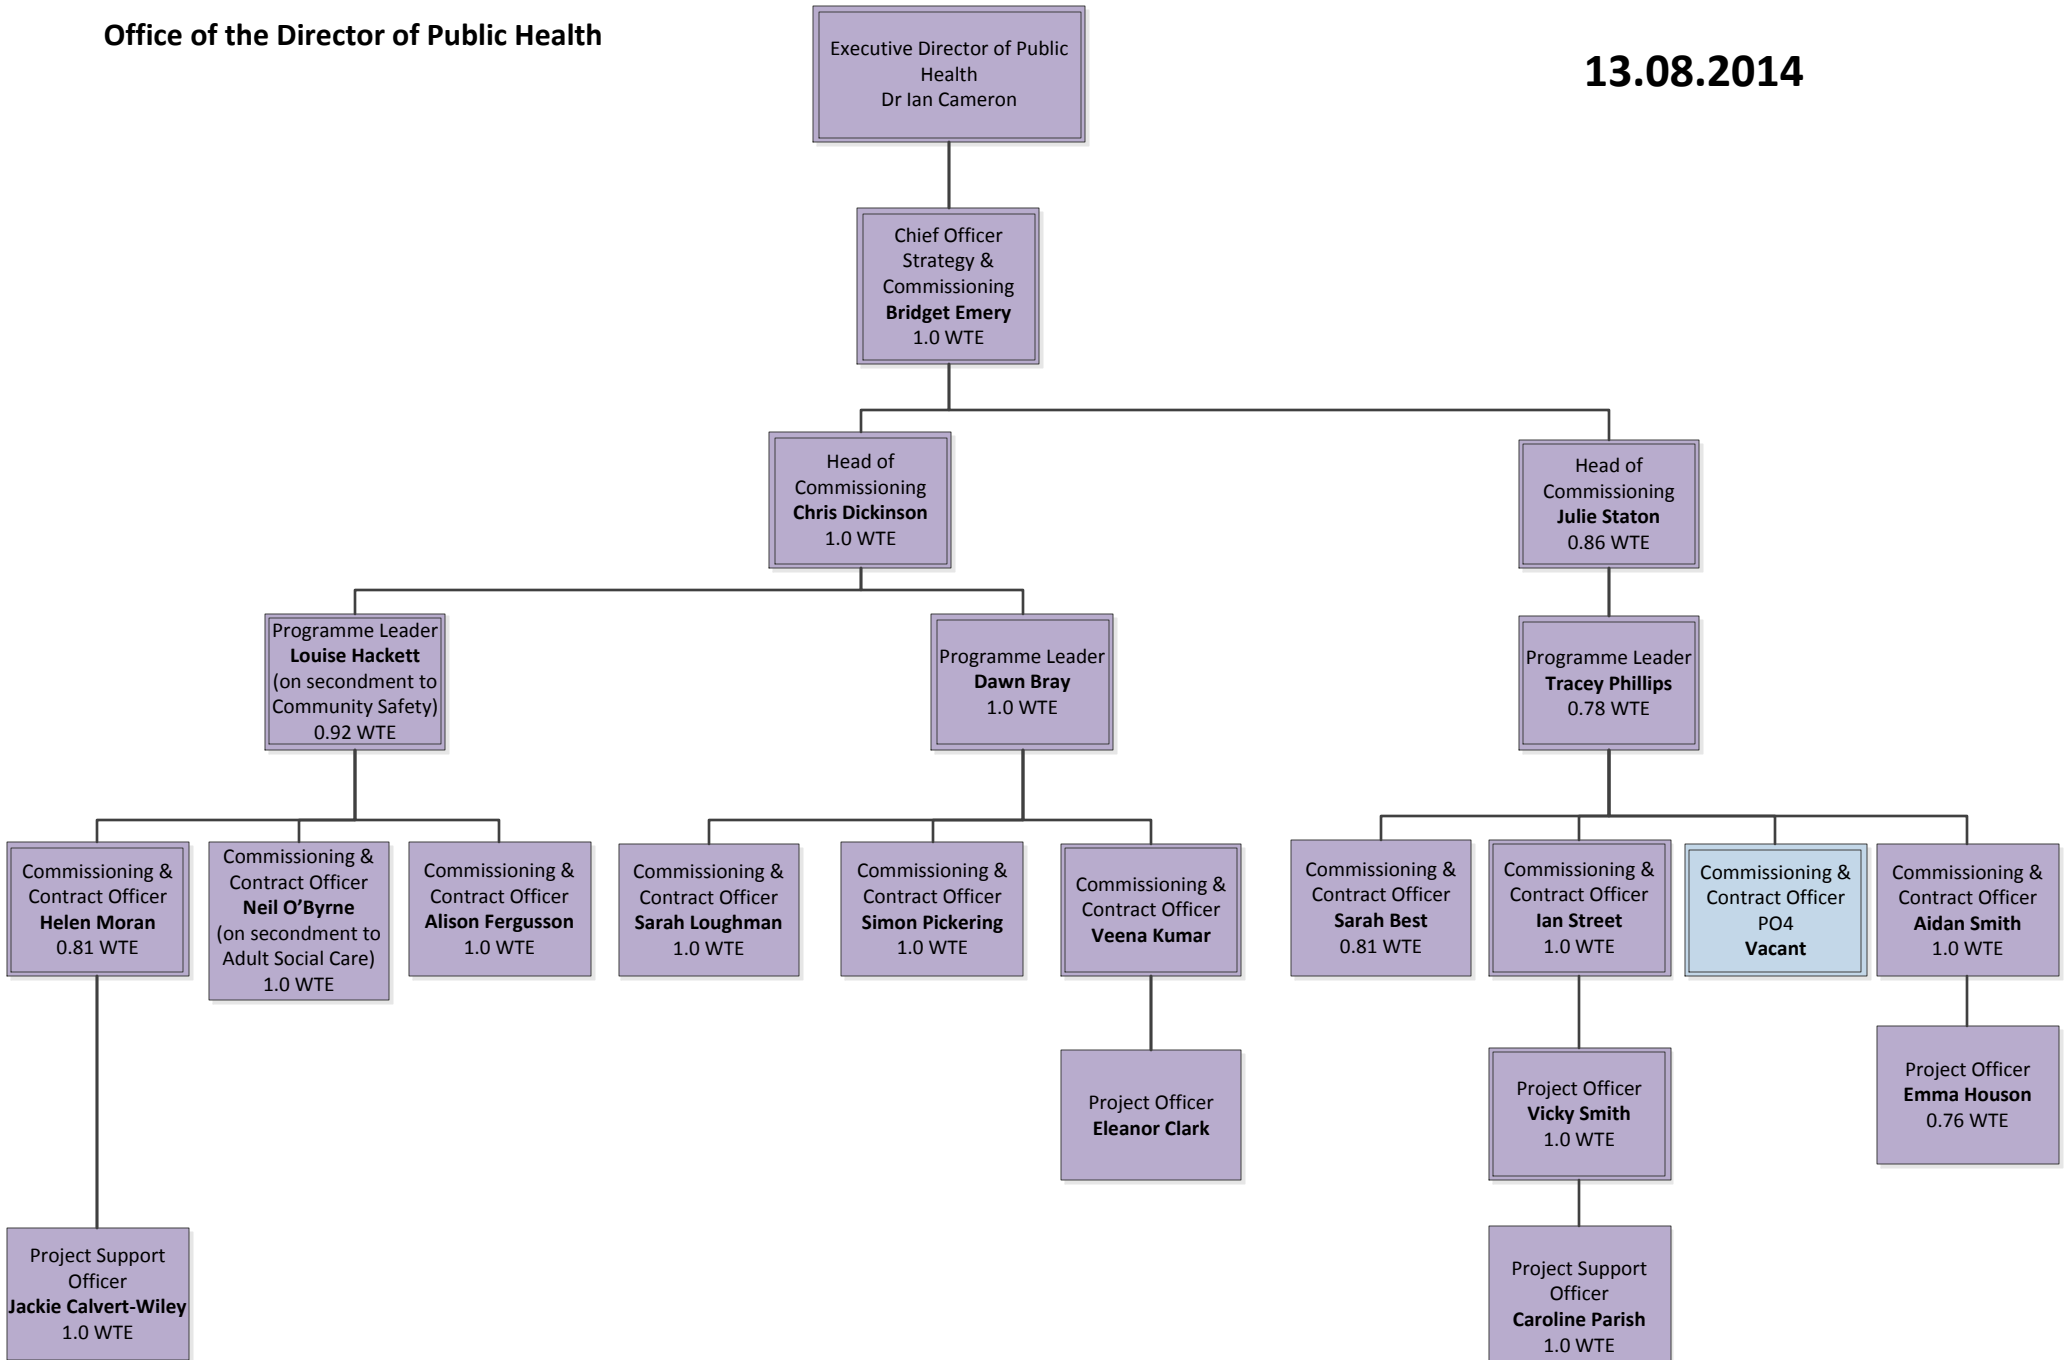 Office of the Director of Public Health
13.08.2014
Executive Director of Public
Health
Dr Ian Cameron
Chief Officer
Strategy &
Commissioning
Bridget Emery
1.0 WTE
Head of
Commissioning
Chris Dickinson
1.0 WTE
Head of
Commissioning
Julie Staton
0.86 WTE
Programme Leader
Louise Hackett
(on secondment to
Community Safety)
0.92 WTE
Programme Leader
Dawn Bray
1.0 WTE
Programme Leader
Tracey Phillips
0.78 WTE
Commissioning &
Contract Officer
Helen Moran
0.81 WTE
Commissioning &
Contract Officer
Neil O’Byrne
(on secondment to
Adult Social Care)
1.0 WTE
Commissioning &
Contract Officer
Alison Fergusson
1.0 WTE
Commissioning &
Contract Officer
Sarah Loughman
1.0 WTE
Commissioning &
Contract Officer
Simon Pickering
1.0 WTE
Commissioning &
Contract Officer
Veena Kumar
Commissioning &
Contract Officer
Sarah Best
0.81 WTE
Commissioning &
Contract Officer
Ian Street
1.0 WTE
Commissioning &
Contract Officer
PO4
Vacant
Commissioning &
Contract Officer
Aidan Smith
1.0 WTE
Project Officer
Eleanor Clark
Project Officer
Vicky Smith
1.0 WTE
Project Officer
Emma Houson
0.76 WTE
Project Support
Officer
Jackie Calvert-Wiley
1.0 WTE
Project Support
Officer
Caroline Parish
1.0 WTE